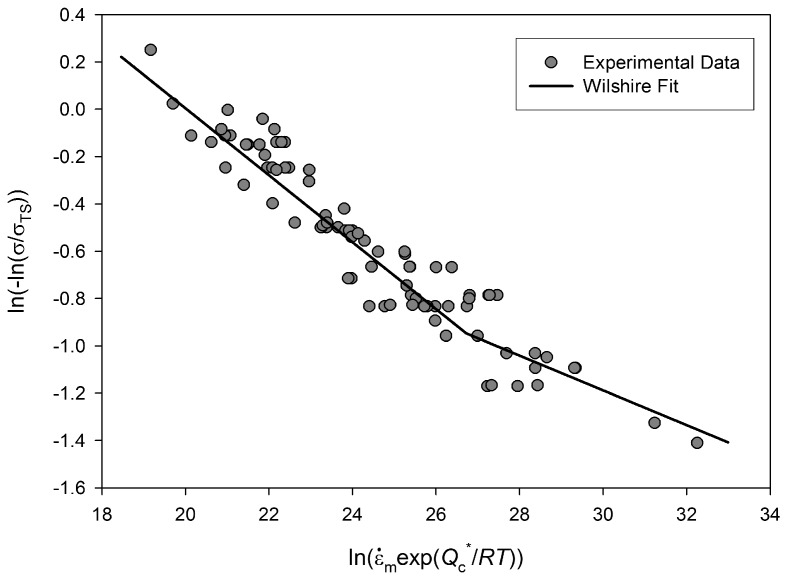 0.4
0.2
0.0
-0.2
-0.4
-0.6
-0.8
-1.0
-1.2
-1.4
-1.6
ln(-ln(σ/σTS))
Experimental Data
Wilshire Fit
18 20 22 24 26 28 30 32 34
ln(ε̇mexp(Qc*/RT))